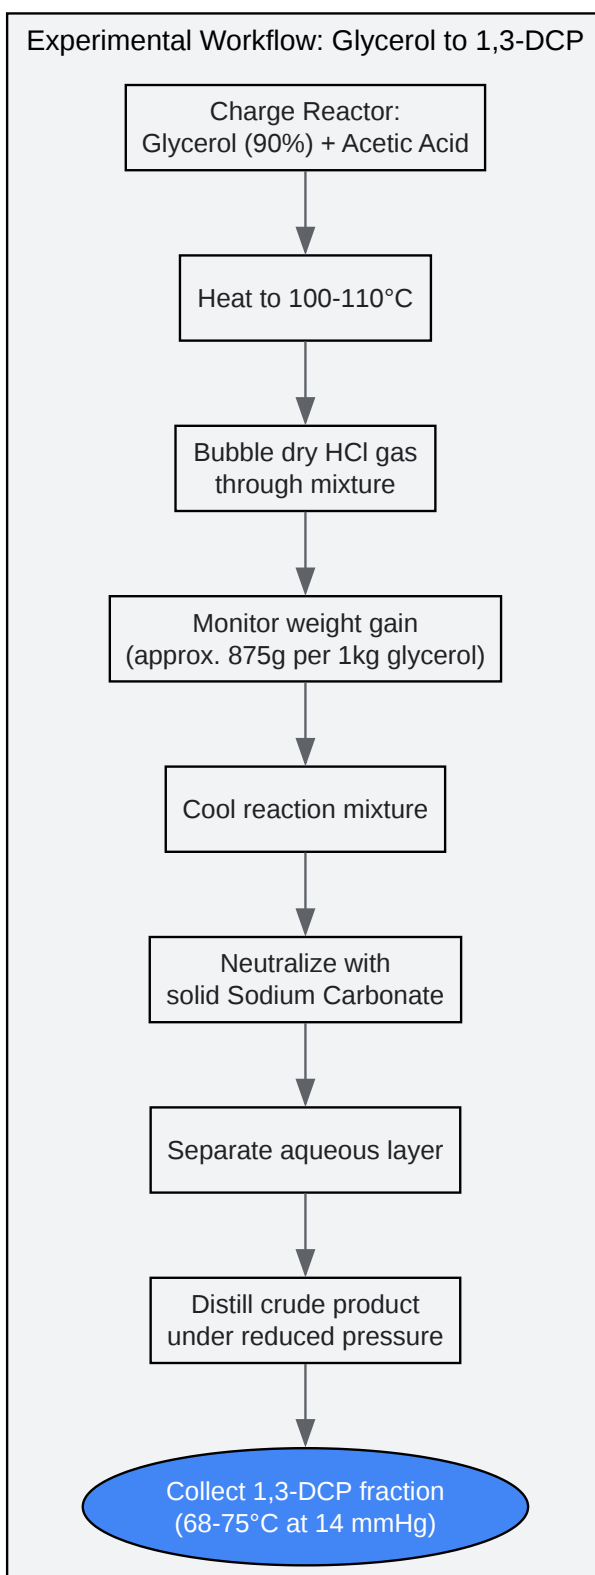 Experimental Workflow: Glycerol to 1,3-DCP
Charge Reactor:
Glycerol (90%) + Acetic Acid
Heat to 100-110°C
Bubble dry HCl gas
through mixture
Monitor weight gain
(approx. 875g per 1kg glycerol)
Cool reaction mixture
Neutralize with
solid Sodium Carbonate
Separate aqueous layer
Distill crude product
under reduced pressure
Collect 1,3-DCP fraction
(68-75°C at 14 mmHg)